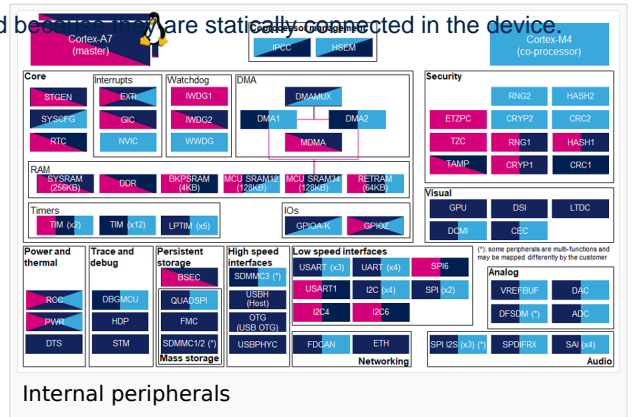 d because they are statically connected in the device.
Cortex-A7
(master)
Coprocessor management
IPCC HSEM
Cortex-M4
(co-processor)
Core
STGEN
SYSCFG
RTC
Interrupts
EXTI
GIC
NVIC
Watchdog
IWDG1
IWDG2
WWDG
DMA
DMAMUX
DMA1 DMA2
MDMA
Security
RNG2 HASH2
ETZPC CRYP2 CRC2
TZC RNG1 HASH1
TAMP CRYP1 CRC1
RAM
SYSRAM
(256KB)
DDR
BKPSRAM
(4KB)
MCU SRAM12
(128KB)
MCU SRAM34
(128KB)
RETRAM
(64KB)
Visual
GPU DSI LTDC
DCMI CEC
Timers
TIM (x2) TIM (x12) LPTIM (x5)
IOs
GPIOA-K GPIOZ
Power and
thermal
RCC
PWR
DTS
Trace and
debug
DBGMCU
HDP
STM
Persistent
storage
BSEC
QUADSPI
FMC
SDMMC1/2 (*)
Mass storage
High speed
interfaces
SDMMC3 (*)
USBH
(Host)
OTG
(USB OTG)
USBPHYC
Low speed interfaces
USART (x3) UART (x4) SPI6
USART1 I2C (x4) SPI (x2)
I2C4 I2C6
FDCAN ETH
Networking
(*): some peripherals are multi-functions and
may be mapped differently by the customer
Analog
VREFBUF DAC
DFSDM (*) ADC
SPI I2S (x3) (*) SPDIFRX SAI (x4)
Audio
Internal peripherals